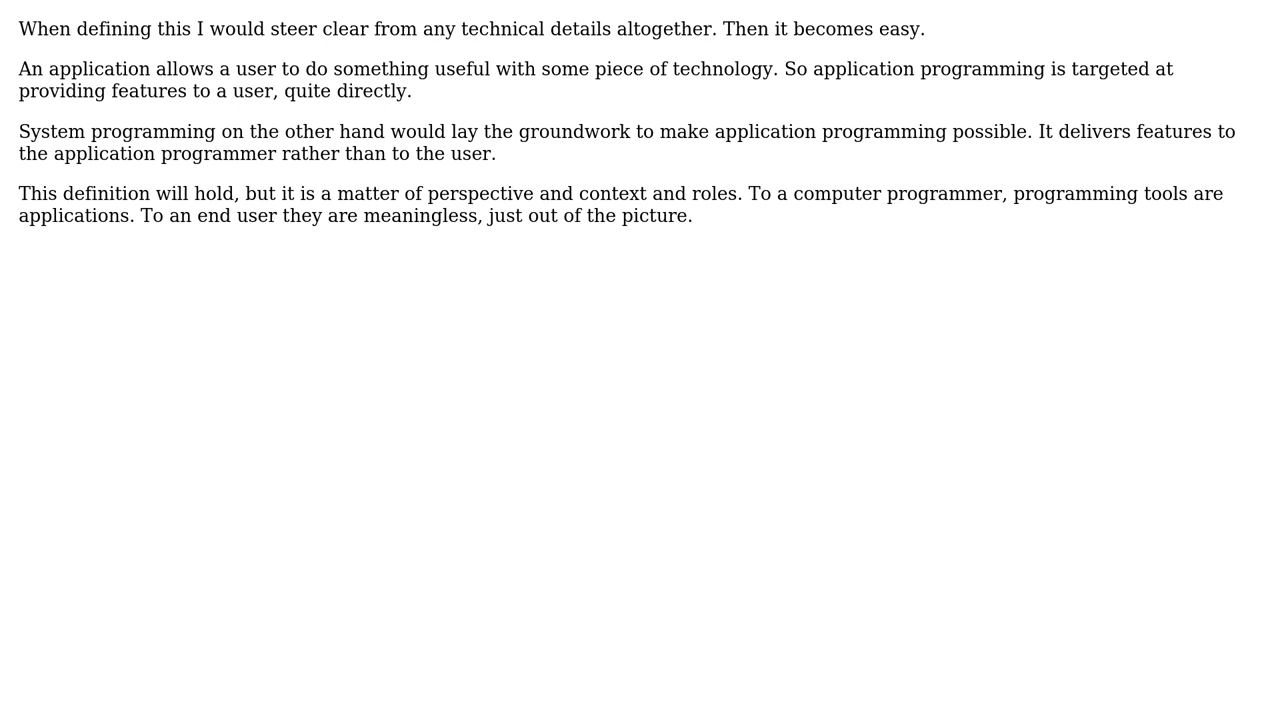 When defining this I would steer clear from any technical details altogether. Then it becomes easy.
An application allows a user to do something useful with some piece of technology. So application programming is targeted at
providing features to a user, quite directly.
System programming on the other hand would lay the groundwork to make application programming possible. It delivers features to
the application programmer rather than to the user.
This definition will hold, but it is a matter of perspective and context and roles. To a computer programmer, programming tools are
applications. To an end user they are meaningless, just out of the picture.